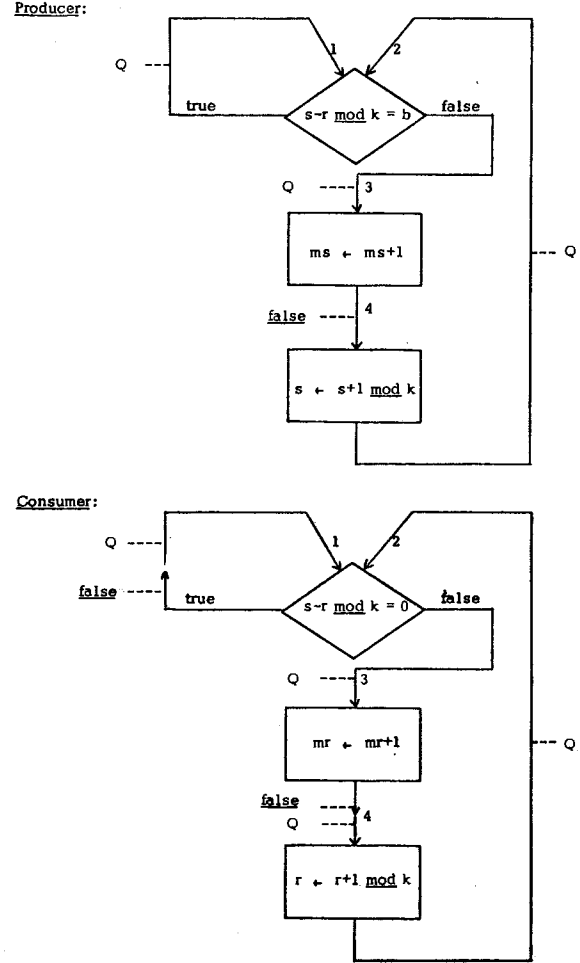 Producer:
1 2
Q
s-r mod k = b
true false
Q 3
ms ← ms+1
Q
false 4
s ← s+1 mod k
Consumer:
1 2
Q
false
s-r mod k = 0
true false
Q 3
mr ← mr+1
Q
false
4
Q
r ← r+1 mod k